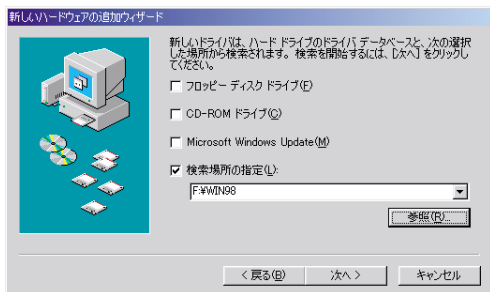 新しいハードウェアの追加ウィザード
新しいドライバは、ハード ドライブのドライバ データベースと、次の選択
した場所から検索されます。検索を開始するには、[次へ] をクリックし
てください。
フロッピー ディスク ドライブ(F)
CD-ROM ドライブ(C)
Microsoft Windows Update(M)
検索場所の指定(L):
F:¥WIN98
参照(R)...
< 戻る(B)
次へ >
キャンセル